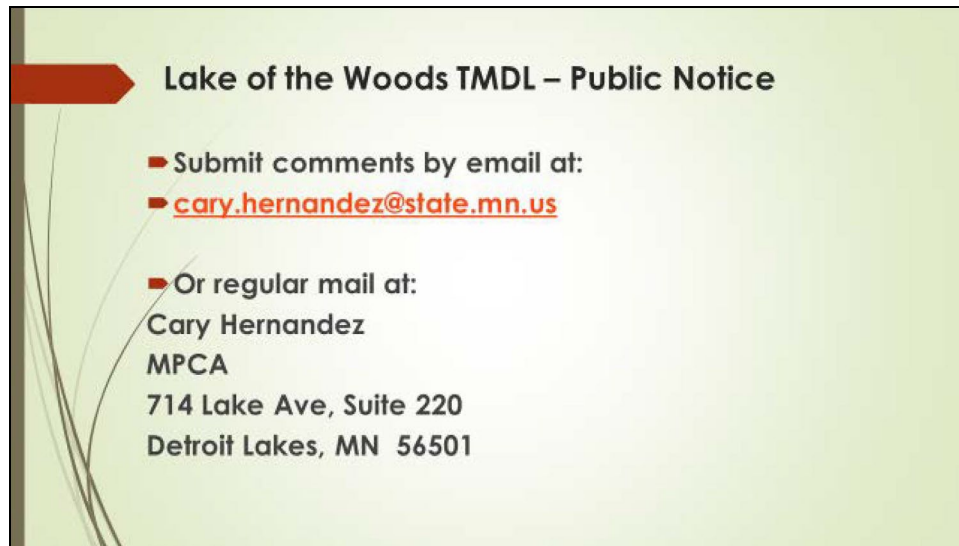 Lake of the Woods TMDL – Public Notice
Submit comments by email at:
cary.hernandez@state.mn.us
Or regular mail at:
Cary Hernandez
MPCA
714 Lake Ave, Suite 220
Detroit Lakes, MN  56501